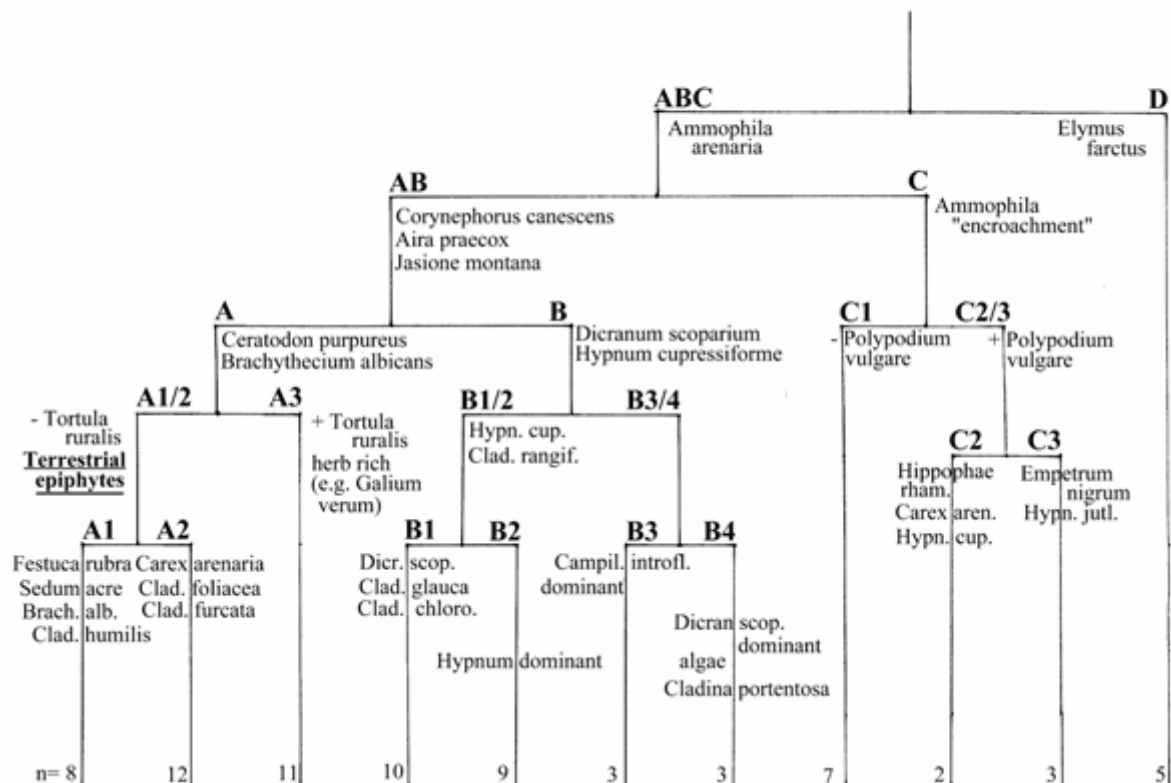 ABC D
Ammophila
arenaria
Elymus
farctus
AB C
Corynephorus canescens
Aira praecox
Jasione montana
Ammophila
"encroachment"
A B C1 C2/3
Ceratodon purpureus
Brachythecium albicans
Dicranum scoparium
Hypnum cupressiforme
- Polypodium
vulgare
+ Polypodium
vulgare
A1/2 A3 B1/2 B3/4
- Tortula
ruralis
Terrestrial
epiphytes
+ Tortula
ruralis
herb rich
(e.g. Galium
verum)
Hypn. cup.
Clad. rangif.
C2 C3
Hippophae
rham.
Carex aren.
Hypn. cup.
Empetrum
nigrum
Hypn. jutl.
A1 A2 B1 B2 B3 B4
Festuca rubra
Sedum acre
Brach. alb.
Clad. humilis
Carex arenaria
Clad. foliacea
Clad. furcata
Dicr. scop.
Clad. glauca
Clad. chloro.
Hypnum dominant
Campil. introfl.
dominant
Dicran scop.
dominant
algae
Cladina portentosa
n= 8 12 11 10 9 3 3 7 2 3 5